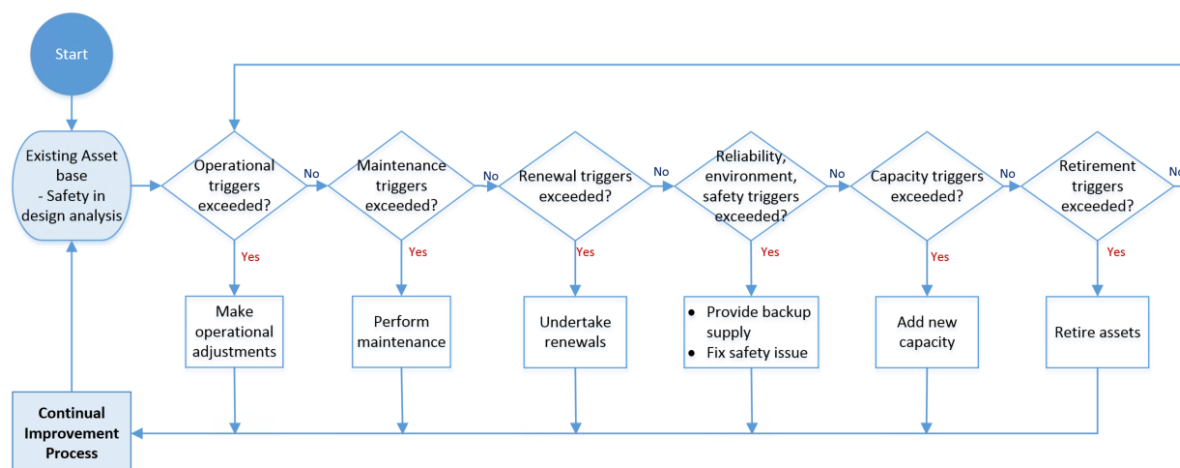 Start
Existing Asset
base
- Safety in
design analysis
Operational
triggers
exceeded?
No
Maintenance
triggers
exceeded?
No
Renewal triggers
exceeded?
No
Reliability,
environment,
safety triggers
exceeded?
No
Capacity triggers
exceeded?
No
Retirement
triggers
exceeded?
No
Yes
Yes
Yes
Yes
Yes
Yes
Make
operational
adjustments
Perform
maintenance
Undertake
renewals
• Provide backup
supply
• Fix safety issue
Add new
capacity
Retire assets
Continual
Improvement
Process